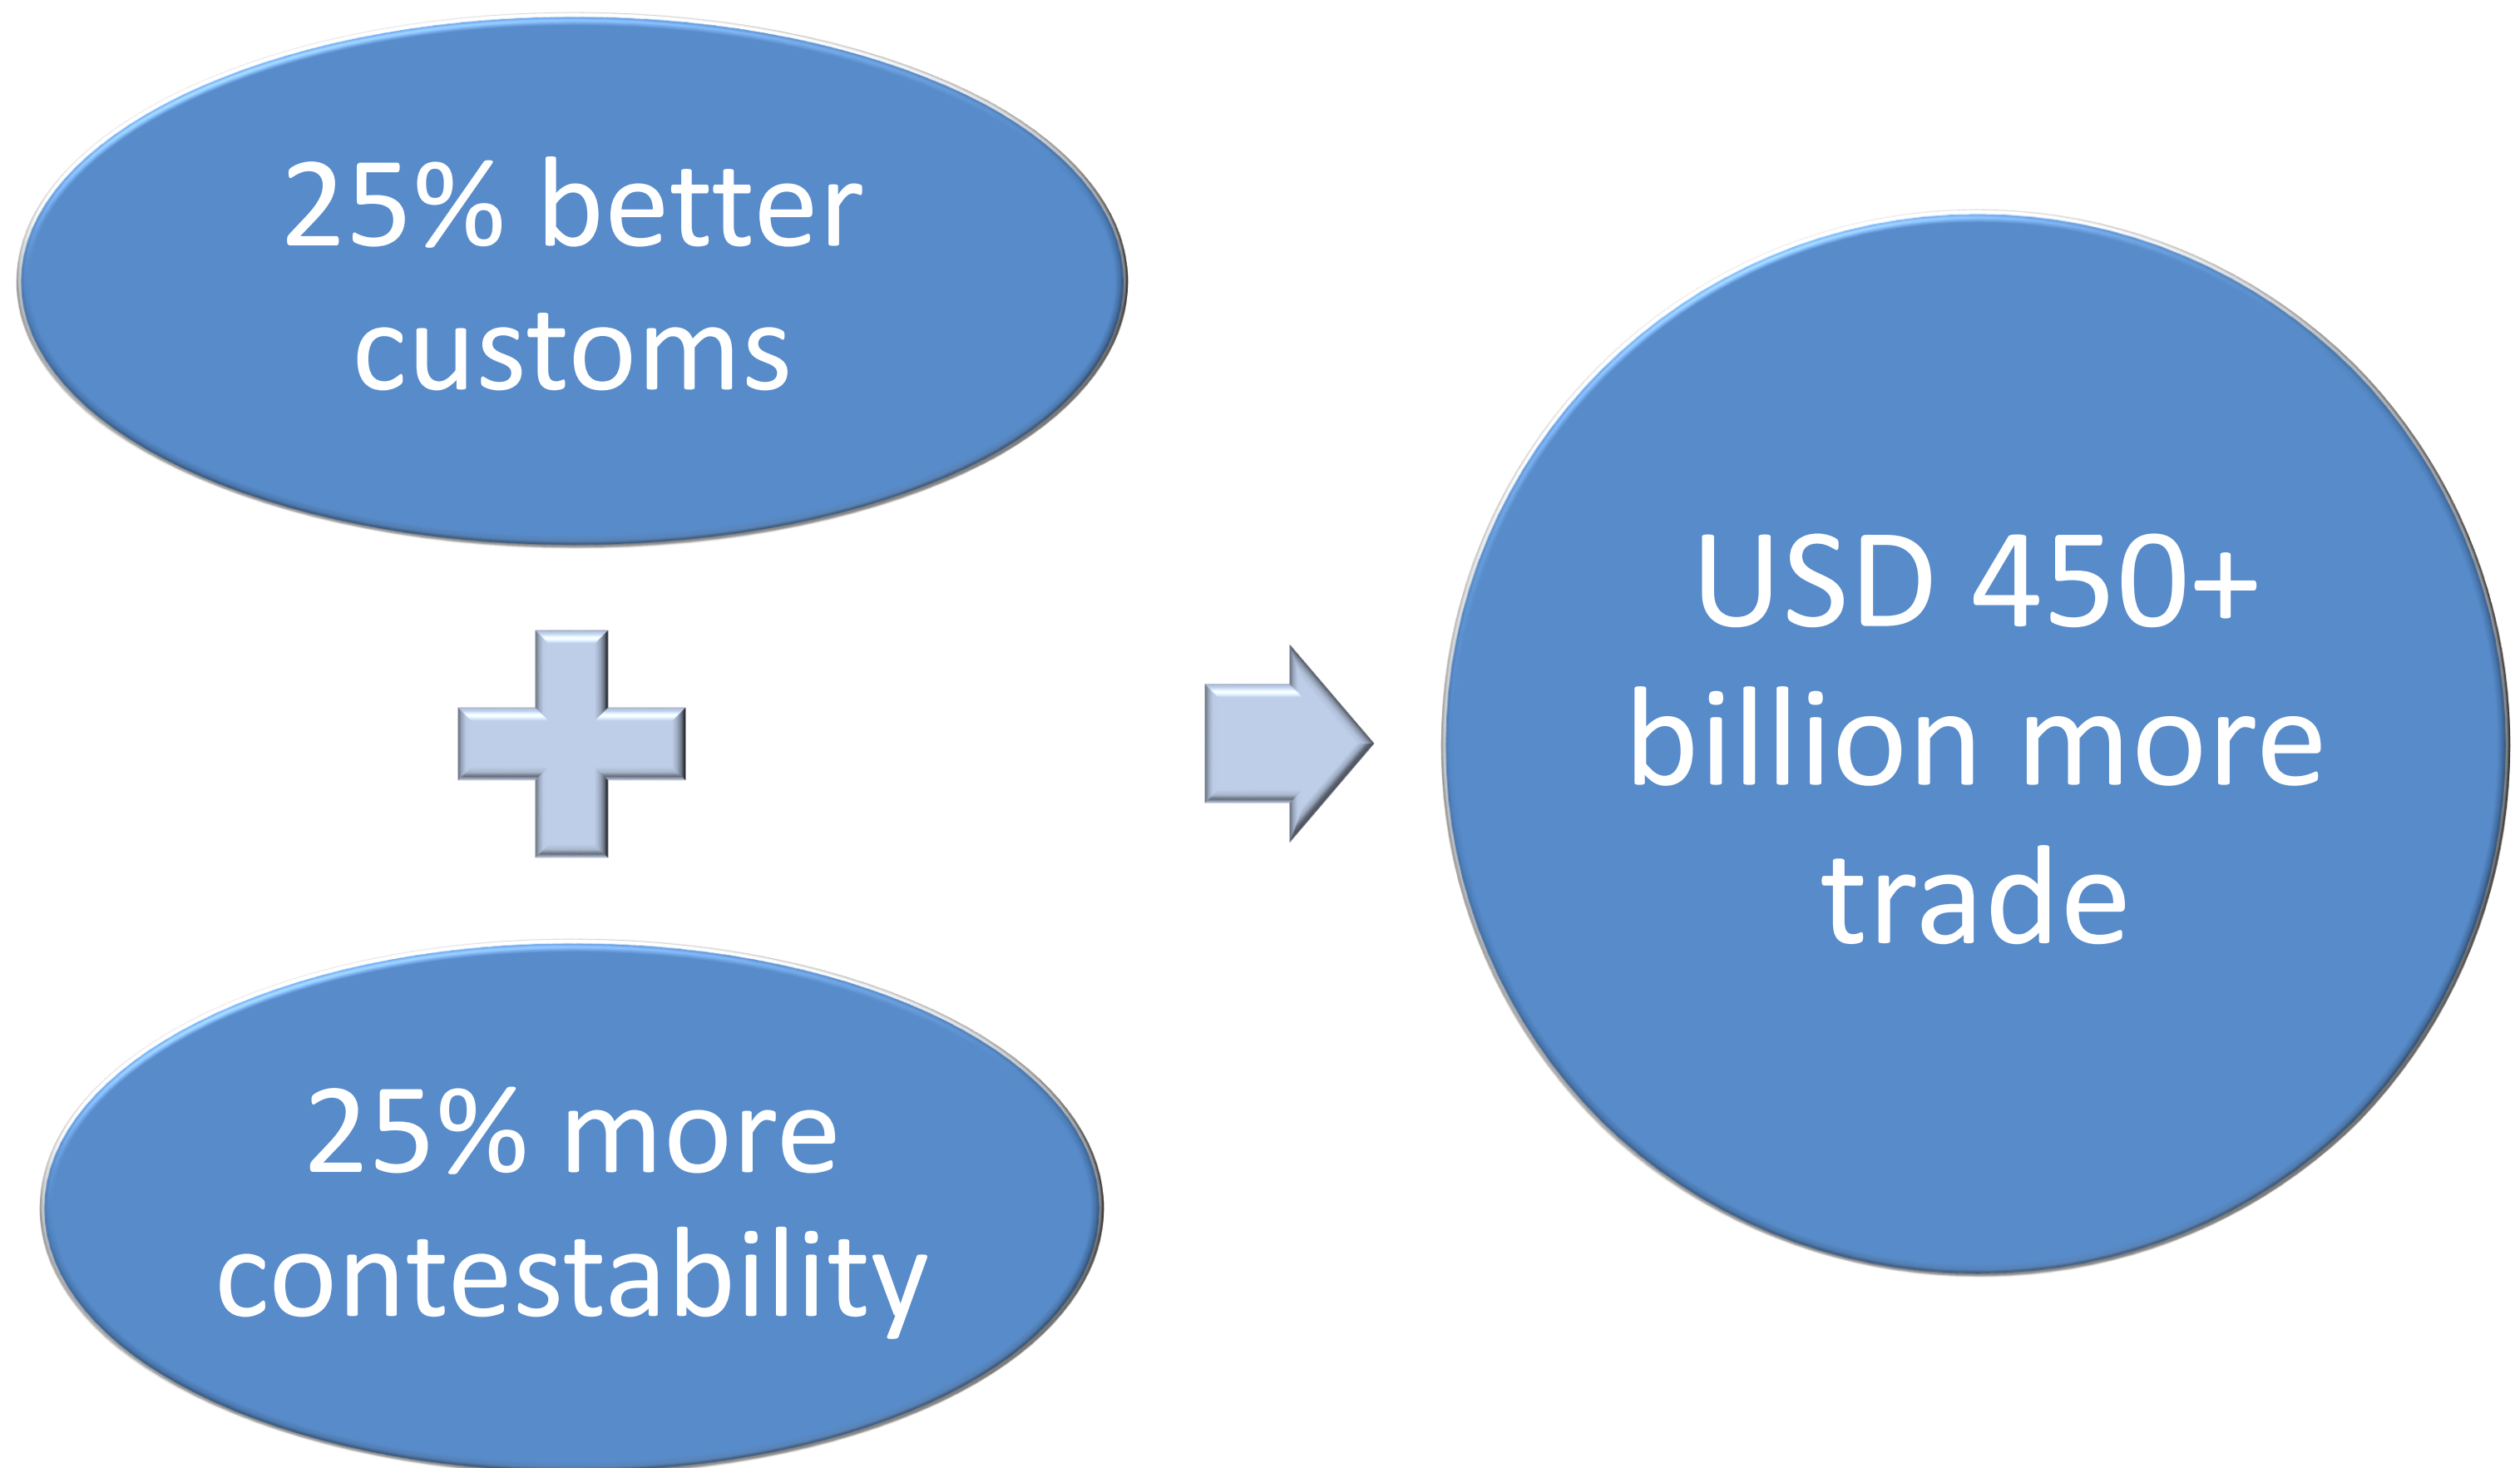 25% better
customs
25% more
contestability
USD 450+
billion more
trade